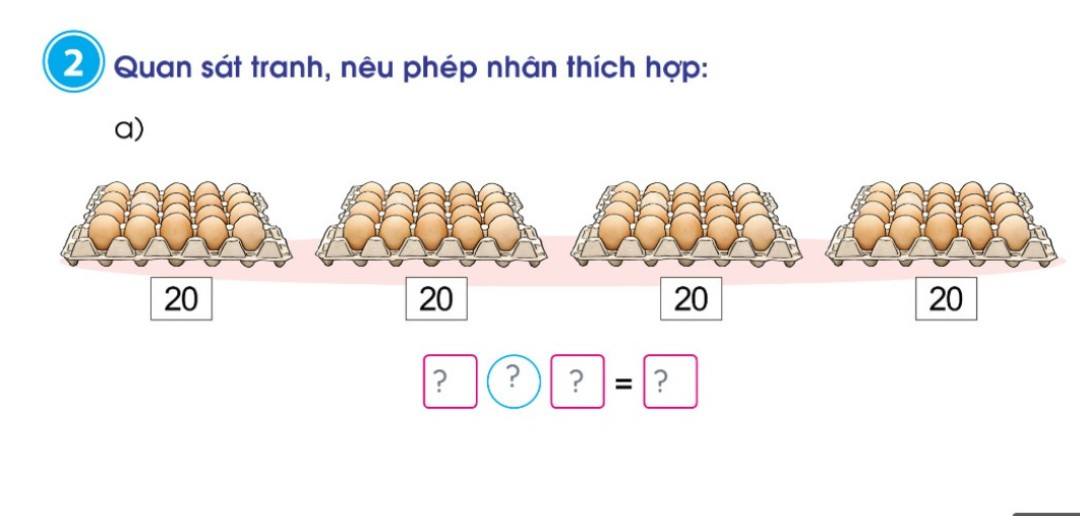 2 Quan sát tranh, nêu phép nhân thích hợp:
a)
20 20 20 20
? ? ? = ?